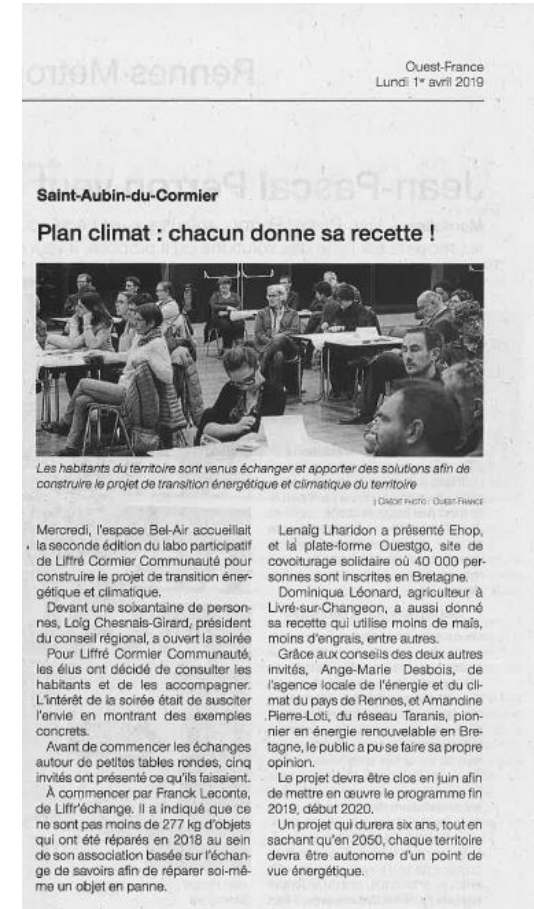 Ouest-France
Lundi 1er avril 2019
Saint-Aubin-du-Cormier
Plan climat : chacun donne sa recette !
Les habitants du territoire sont venus échanger et apporter des solutions afin de
construire le projet de transition énergétique et climatique du territoire
| CRÉDIT PHOTO : OUEST-FRANCE
Mercredi, l'espace Bel-Air accueillait
la seconde édition du labo participatif
de Liffré Cormier Communauté pour
construire le projet de transition éner-
gétique et climatique.
Devant une soixantaine de person-
nes, Loïg Chesnais-Girard, président
du conseil régional, a ouvert la soirée
Pour Liffré Cormier Communauté,
les élus ont décidé de consulter les
habitants et de les accompagner.
L'intérêt de la soirée était de susciter
l'envie en montrant des exemples
concrets.
Avant de commencer les échanges
autour de petites tables rondes, cinq
invités ont présenté ce qu'ils faisaient.
À commencer par Franck Leconte,
de Liffr'échange. Il a indiqué que ce
ne sont pas moins de 277 kg d'objets
qui ont été réparés en 2018 au sein
de son association basée sur l'échan-
ge de savoirs afin de réparer soi-mê-
me un objet en panne.
Lenaïg Lharidon a présenté Ehop,
et la plate-forme Ouestgo, site de
covoiturage solidaire où 40 000 per-
sonnes sont inscrites en Bretagne.
Dominique Léonard, agriculteur à
Livré-sur-Changeon, a aussi donné
sa recette qui utilise moins de maïs,
moins d'engrais, entre autres.
Grâce aux conseils des deux autres
invités, Ange-Marie Desbois, de
l'agence locale de l'énergie et du cli-
mat du pays de Rennes, et Amandine
Pierre-Loti, du réseau Taranis, pion-
nier en énergie renouvelable en Bre-
tagne, le public a pu se faire sa propre
opinion.
Le projet devra être clos en juin afin
de mettre en œuvre le programme fin
2019, début 2020.
Un projet qui durera six ans, tout en
sachant qu'en 2050, chaque territoire
devra être autonome d'un point de
vue énergétique.